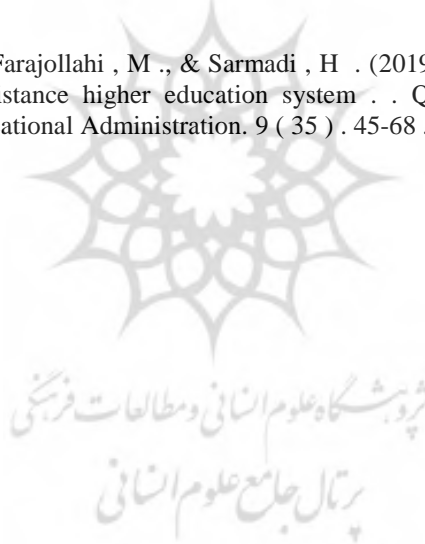 Farajollahi , M ., & Sarmadi , H . (2019
istance higher education system . . Q
ational Administration. 9 ( 35 ) . 45-68 .
پژوهشگاه علوم انسانی و مطالعات فرهنگی
پرتال جامع علوم انسانی